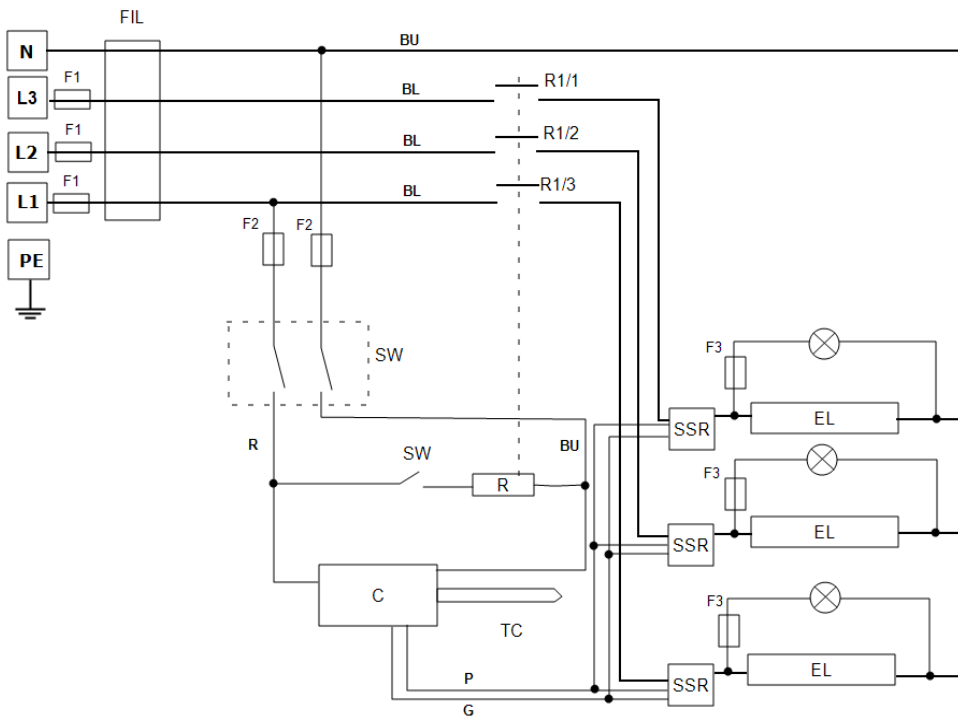 FIL
N
BU
F1
L3
BL
R1/1
F1
L2
BL
R1/2
F1
L1
BL
R1/3
F2
F2
PE
SW
F3
EL
SSR
R
SW
BU
R
F3
EL
SSR
C
TC
F3
EL
SSR
P
G